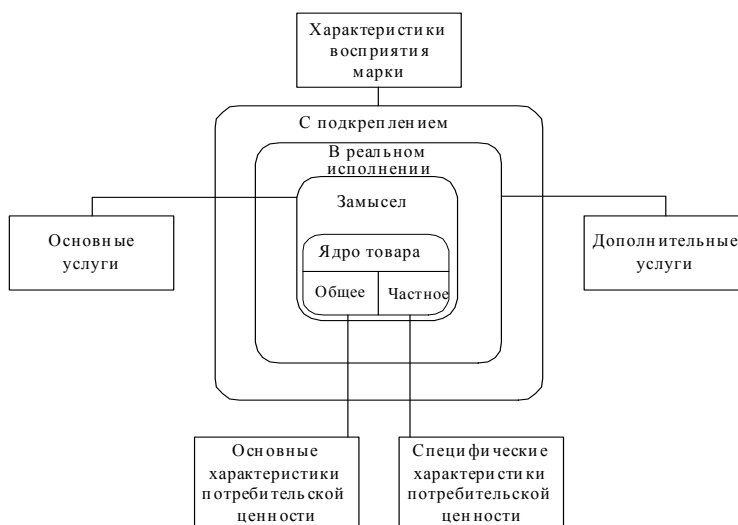 Характеристики
восприятия
марки
С подкреплением
В реальном
исполнении
Замысел
Ядро товара
Общее
Частное
Основные
услуги
Дополнительные
услуги
Основные
характеристики
потребительской
ценности
Специфические
характеристики
потребительской
ценности